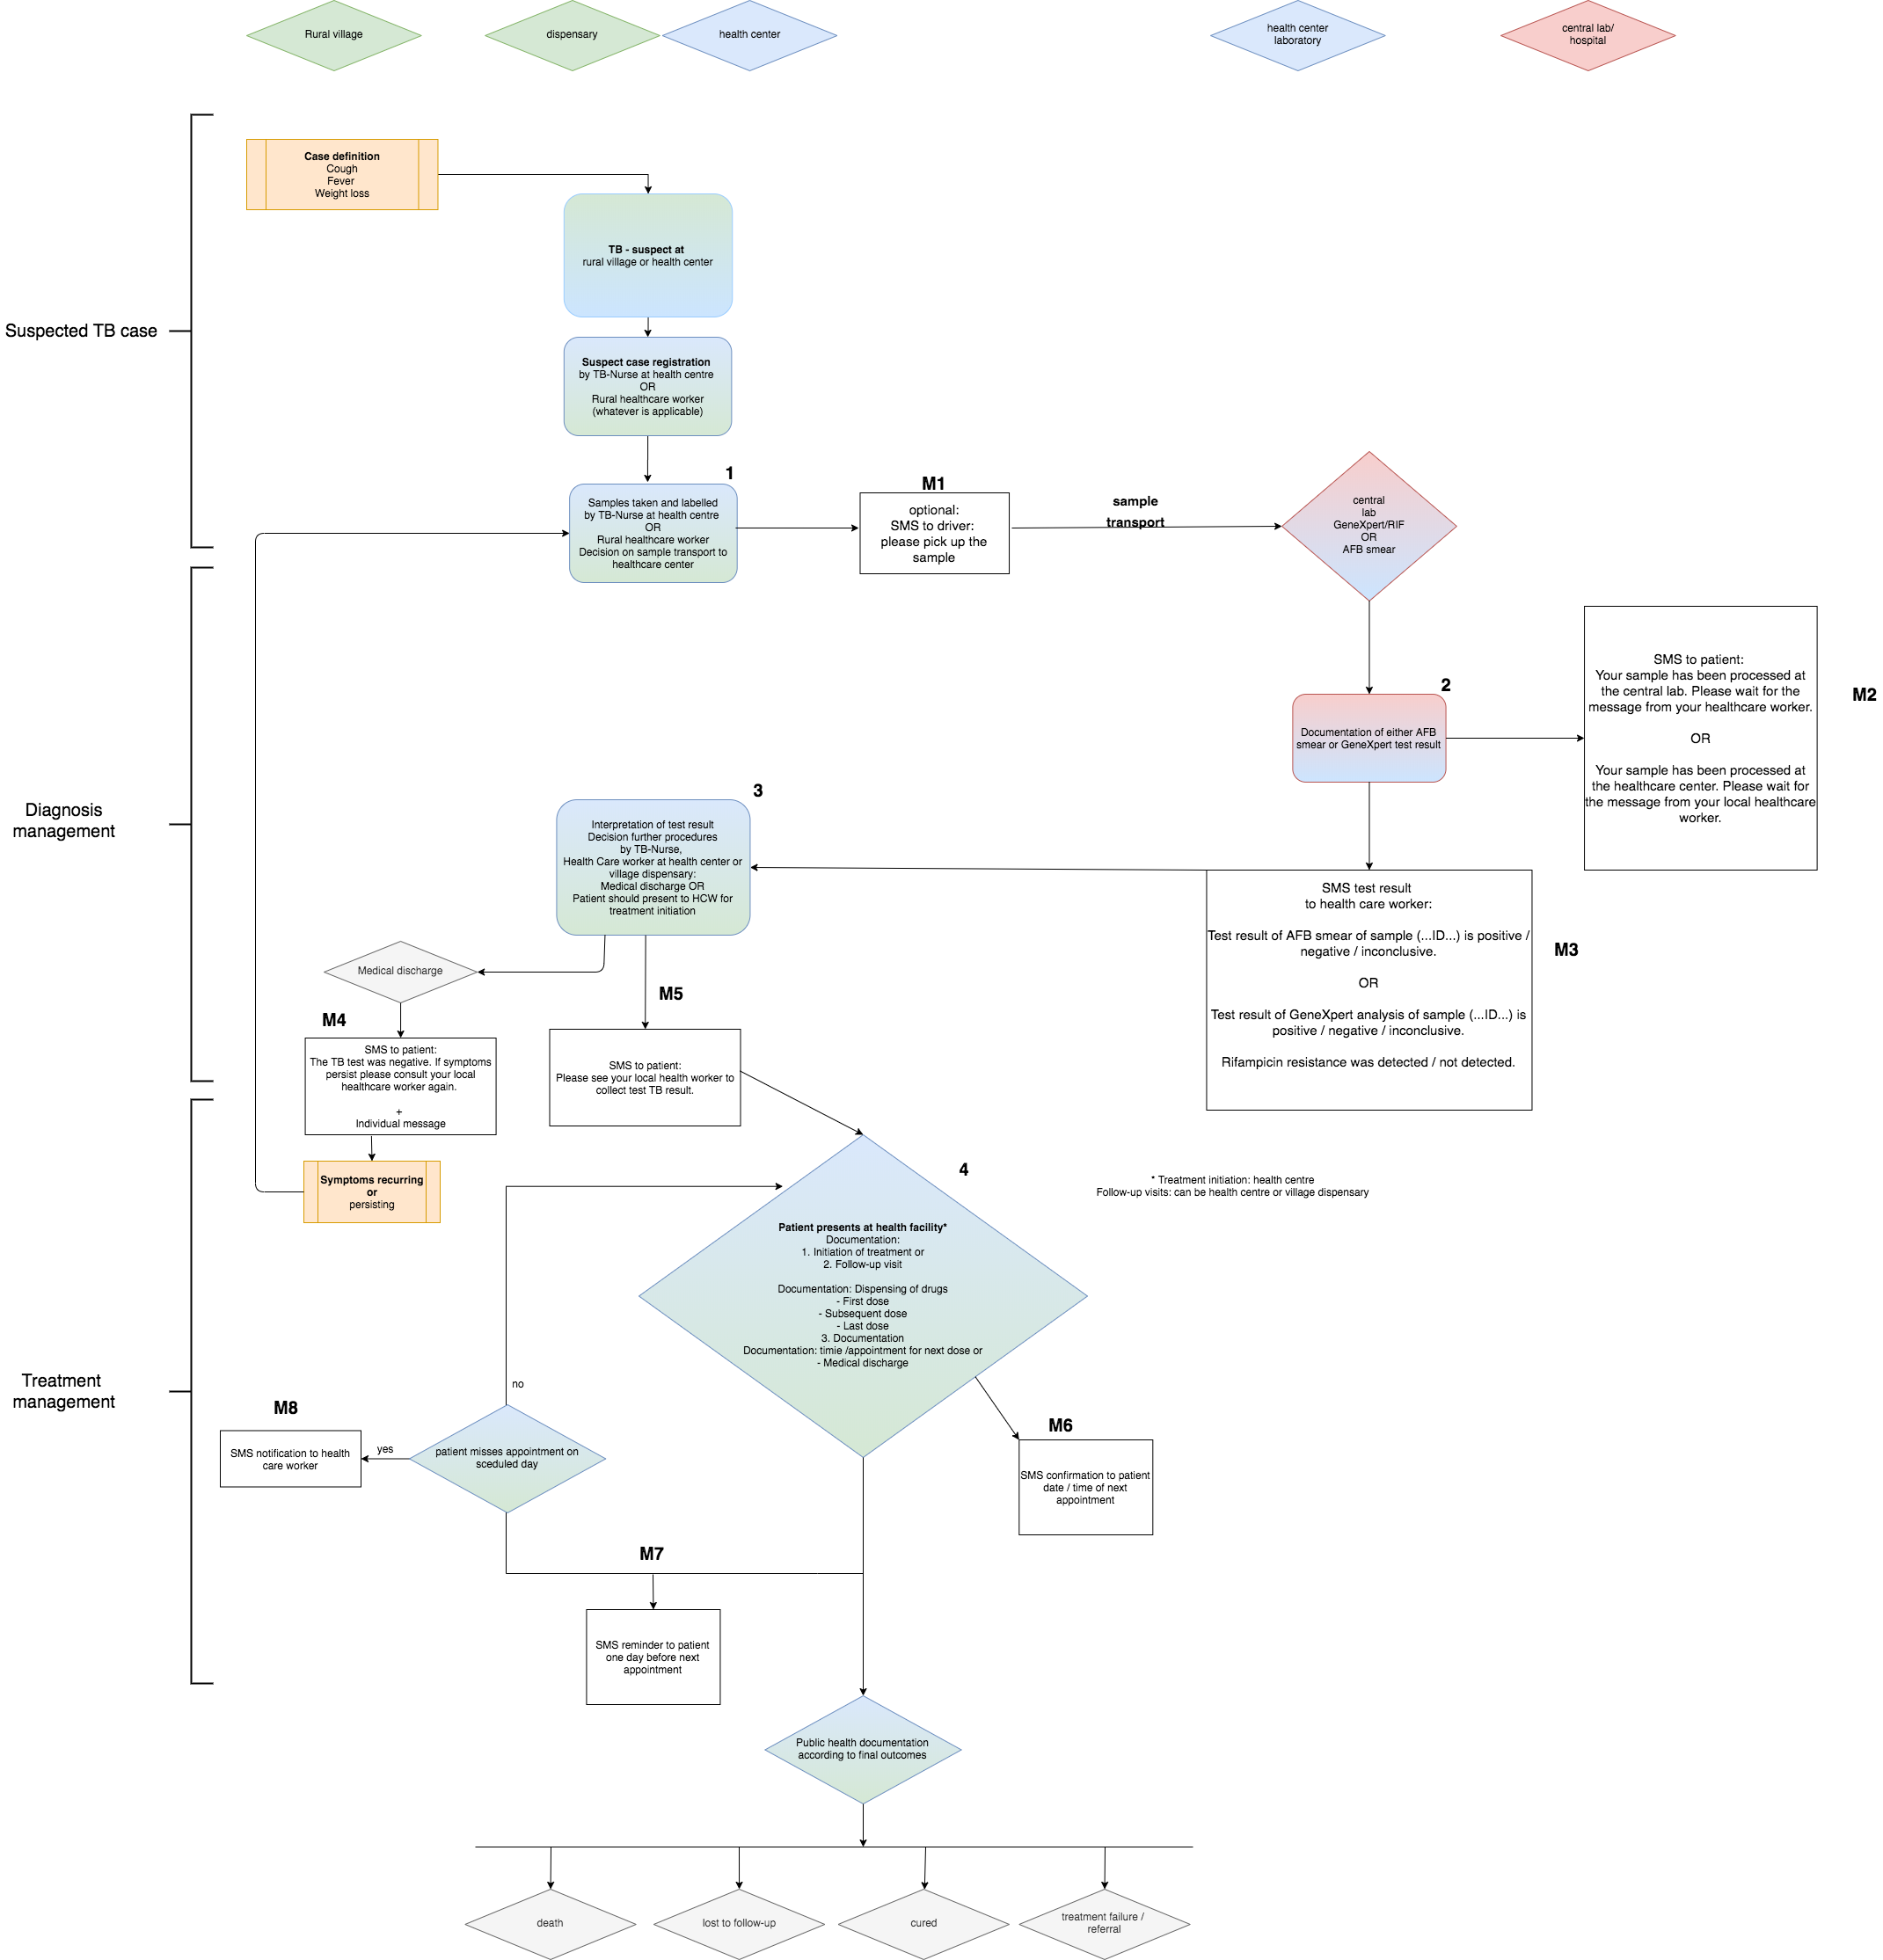 Rural village
dispensary
health center
health center
laboratory
central lab/
hospital
Case definition
Cough
Fever
Weight loss
TB - suspect at
rural village or health center
Suspected TB case
Suspect case registration
by TB-Nurse at health centre
OR
Rural healthcare worker
(whatever is applicable)
1
Samples taken and labelled
by TB-Nurse at health centre
OR
Rural healthcare worker
Decision on sample transport to
healthcare center
M1
optional:
SMS to driver:
please pick up the
sample
sample
transport
central
lab
GeneXpert/RIF
OR
AFB smear
2
Documentation of either AFB
smear or GeneXpert test result
SMS to patient:
Your sample has been processed at
the central lab. Please wait for the
message from your healthcare worker.
OR
Your sample has been processed at
the healthcare center. Please wait for
the message from your local healthcare
worker.
M2
Diagnosis
management
3
Interpretation of test result
Decision further procedures
by TB-Nurse,
Health Care worker at health center or
village dispensary:
Medical discharge OR
Patient should present to HCW for
treatment initiation
SMS test result
to health care worker:
Test result of AFB smear of sample (...ID...) is positive /
negative / inconclusive.
OR
Test result of GeneXpert analysis of sample (...ID...) is
positive / negative / inconclusive.
Rifampicin resistance was detected / not detected.
M3
Medical discharge
M4
SMS to patient:
The TB test was negative. If symptoms
persist please consult your local
healthcare worker again.
+
Individual message
M5
SMS to patient:
Please see your local health worker to
collect test TB result.
Symptoms recurring
or
persisting
4
* Treatment initiation: health centre
Follow-up visits: can be health centre or village dispensary
Patient presents at health facility*
Documentation:
1. Initiation of treatment or
2. Follow-up visit
Documentation: Dispensing of drugs
- First dose
- Subsequent dose
- Last dose
3. Documentation
Documentation: timie /appointment for next dose or
- Medical discharge
Treatment
management
no
M8
SMS notification to health
care worker
yes
patient misses appointment on
sceduled day
M6
SMS confirmation to patient
date / time of next
appointment
M7
SMS reminder to patient
one day before next
appointment
Public health documentation
according to final outcomes
death
lost to follow-up
cured
treatment failure /
referral